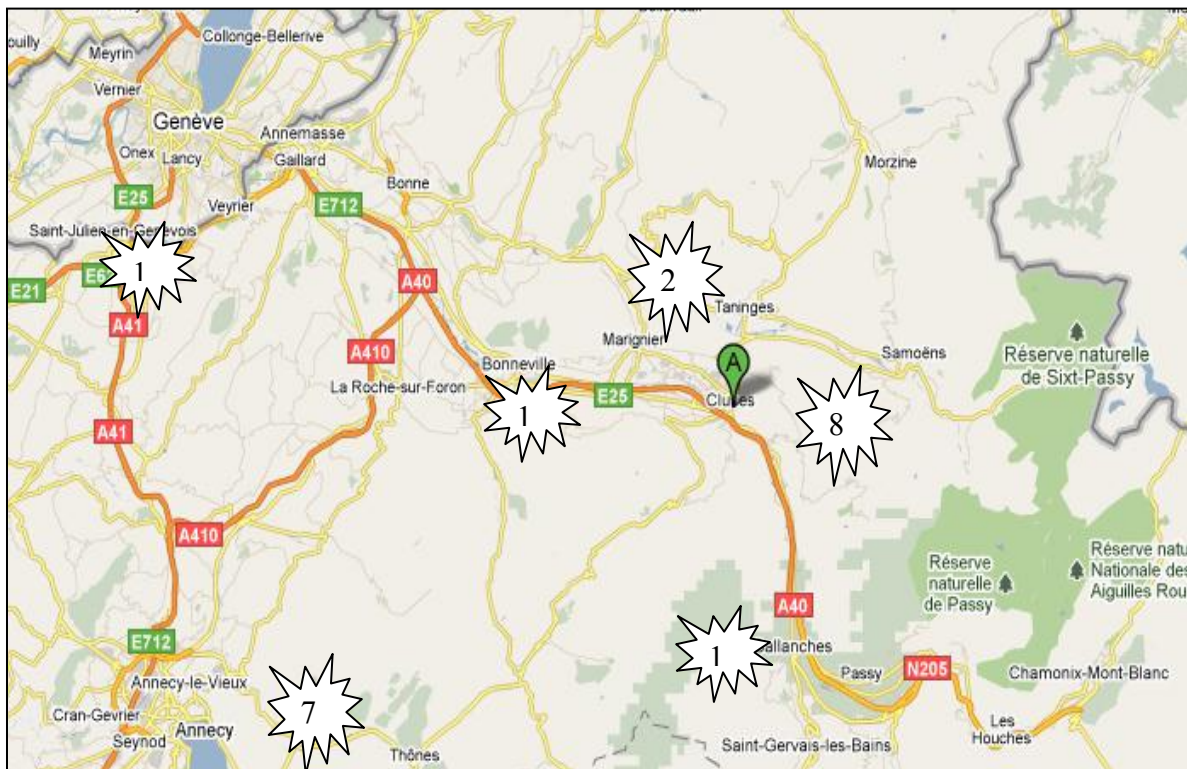 Collonge-Bellerive
Meyrin
Vernier
Genève
Annemasse
Onex
Lancy
Gaillard
Bonne
Morzine
E25
Veyrier
E712
Saint-Julien-en-Genevois
1
E21
A40
2
A41
Taninges
Marignier
Samoëns
Réserve naturelle
de Sixt-Passy
A410
Bonneville
A
La Roche-sur-Foron
E25
Cluses
1
8
A41
A410
Réserve
naturelle
de Passy
Nationale des
Aiguilles
A40
E712
1
Passy
N205
Chamonix-Mont-Blanc
Annecy-le-Vieux
7
Cran-Gevrier
Annecy
Seynod
Thônes
Saint-Gervais-les-Bains
Les
Houches